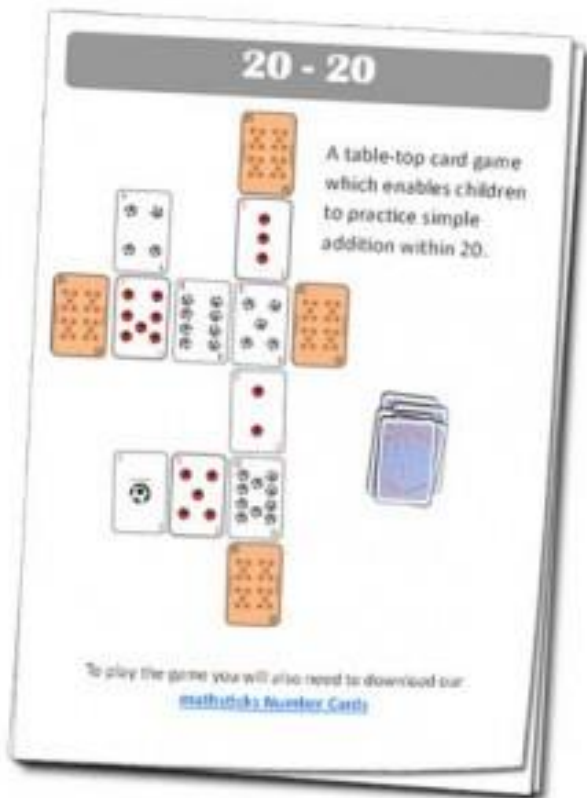 20 - 20
A table-top card game
which enables children
to practice simple
addition within 20.
To play the game you will also need to download our
mathsticks Number Cards